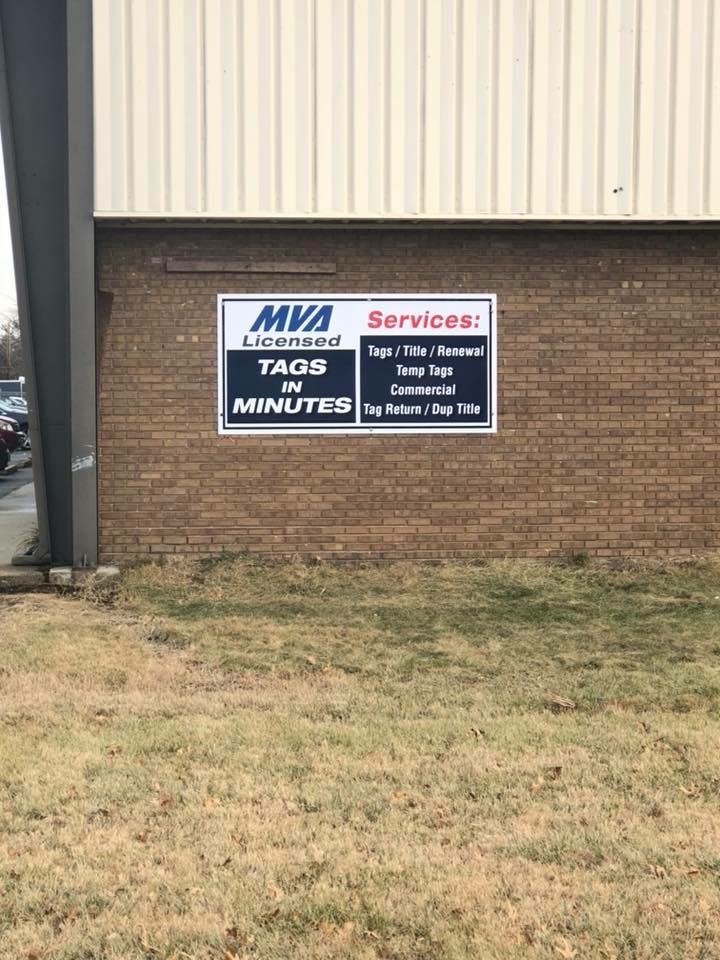 MVA
Licensed
TAGS
IN
MINUTES
Services:
Tags / Title / Renewal
Temp Tags
Commercial
Tag Return / Dup Title